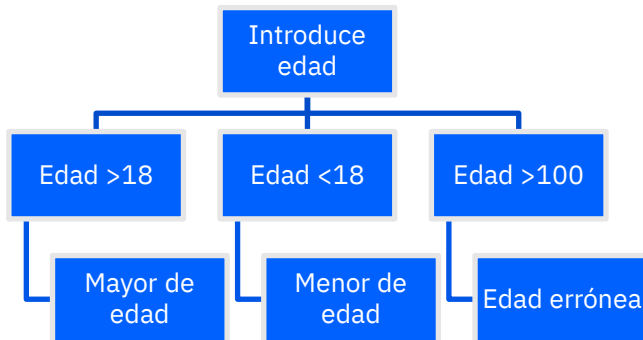 Introduce
edad
Edad >18
Edad <18
Edad >100
Mayor de
edad
Menor de
edad
Edad errónea